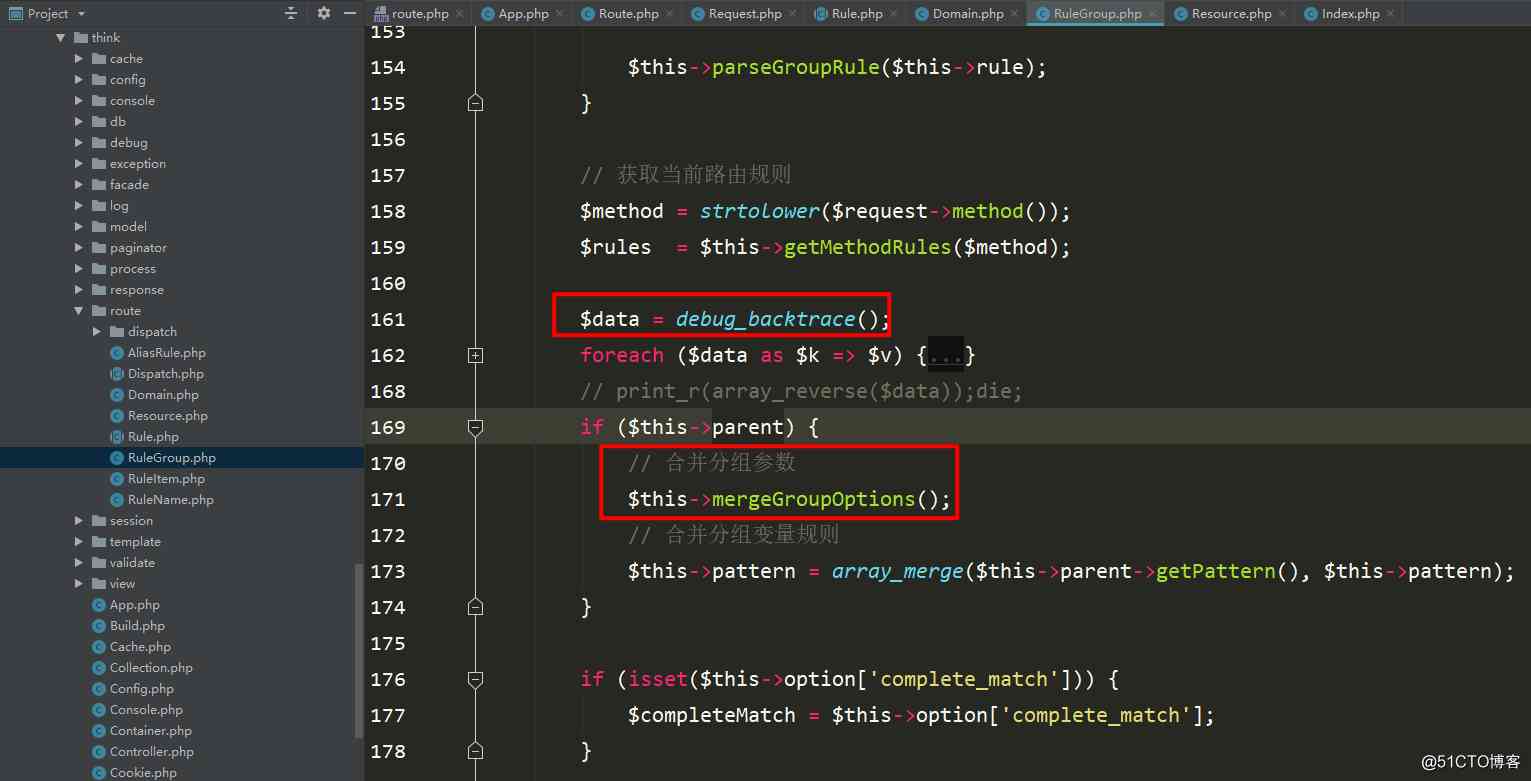 Project
route.php
App.php
Route.php
Request.php
Rule.php
Domain.php
RuleGroup.php
Resource.php
Index.php
think
cache
config
console
db
debug
exception
facade
log
model
paginator
process
response
route
dispatch
AliasRule.php
Dispatch.php
Domain.php
Resource.php
Rule.php
RuleGroup.php
RuleItem.php
RuleName.php
session
template
validate
view
App.php
Build.php
Cache.php
Collection.php
Config.php
Console.php
Container.php
Controller.php
Cookie.php
153
154 $this->parseGroupRule($this->rule);
155 }
156
157 // 获取当前路由规则
158 $method = strtolower($request->method());
159 $rules = $this->getMethodRules($method);
160
161 $data = debug_backtrace();
162 foreach ($data as $k => $v) {...}
168 // print_r(array_reverse($data));die;
169 if ($this->parent) {
170 // 合并分组参数
171 $this->mergeGroupOptions();
172 // 合并分组变量规则
173 $this->pattern = array_merge($this->parent->getPattern(), $this->pattern);
174 }
175
176 if (isset($this->option['complete_match'])) {
177 $completeMatch = $this->option['complete_match'];
178 }
@51CTO博客